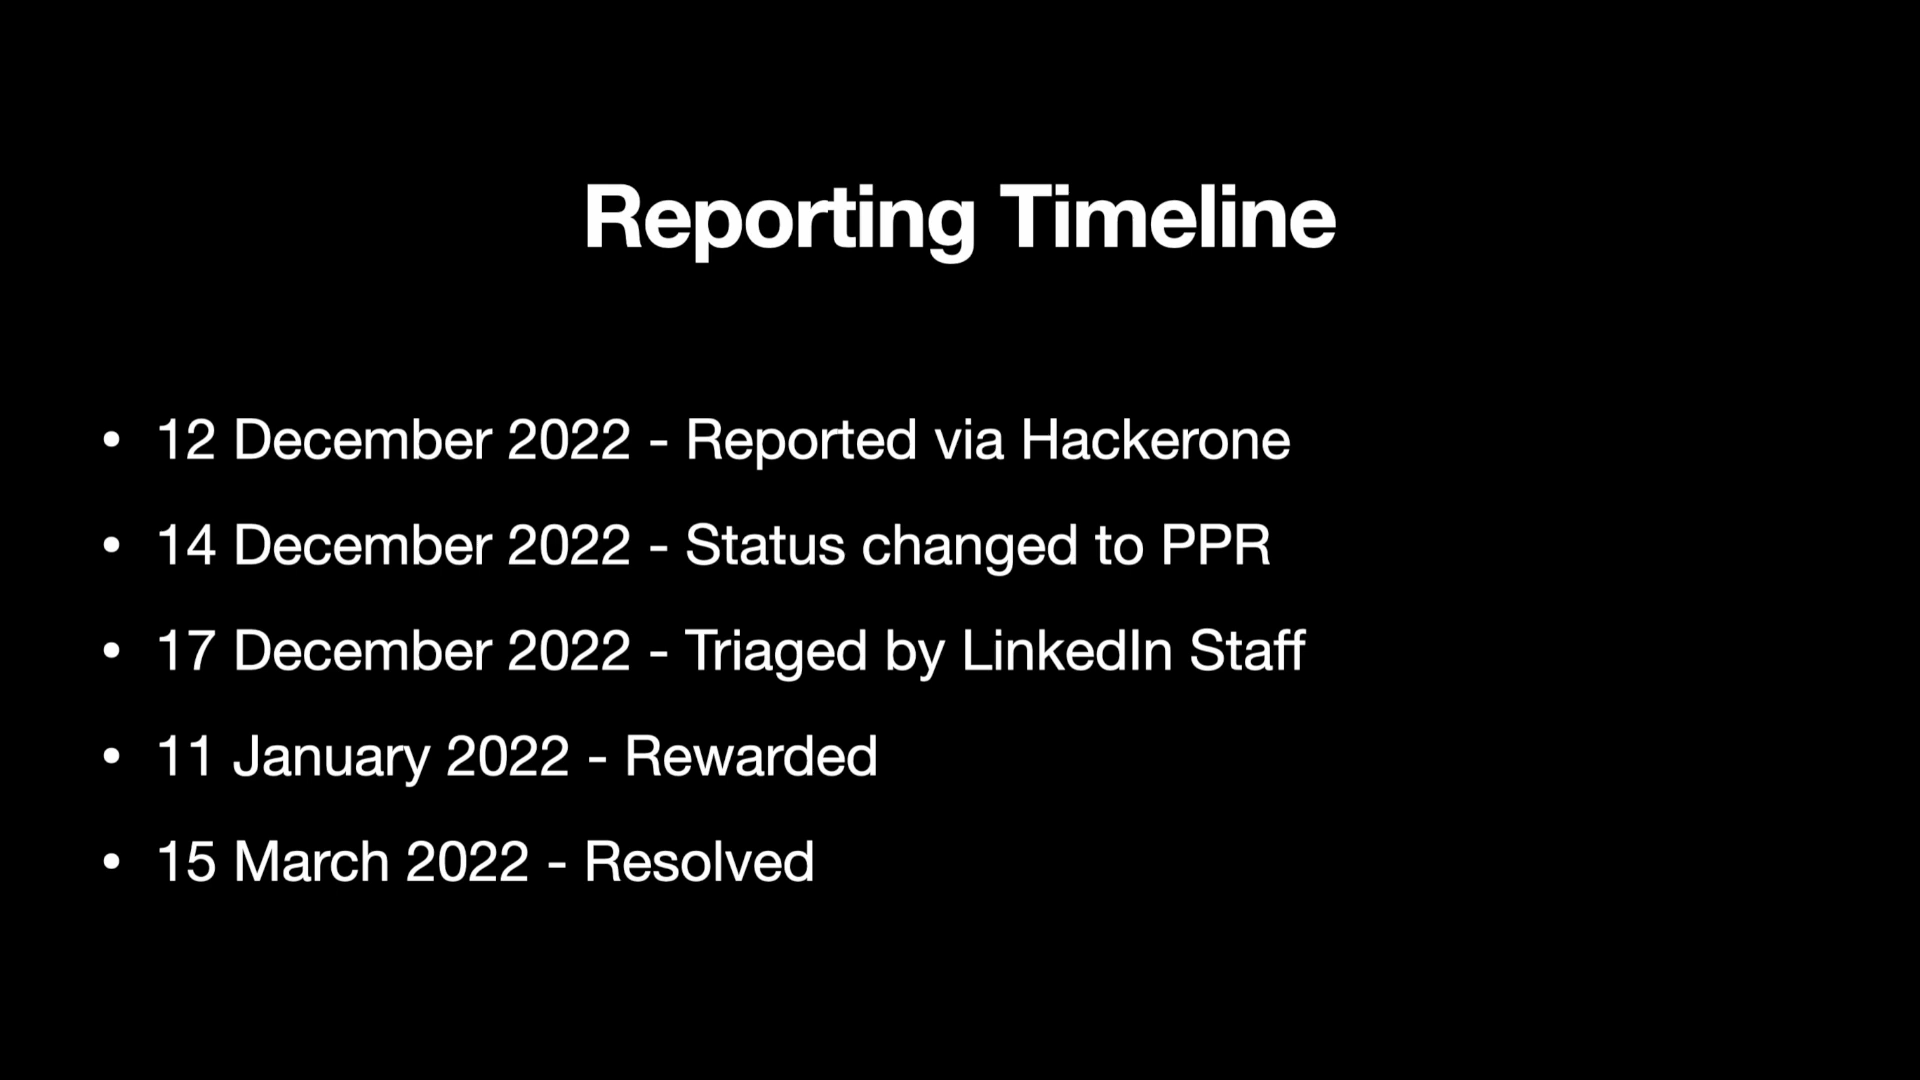 Reporting Timeline
• 12 December 2022 - Reported via Hackerone
• 14 December 2022 - Status changed to PPR
• 17 December 2022 - Triaged by LinkedIn Staff
• 11 January 2022 - Rewarded
• 15 March 2022 - Resolved